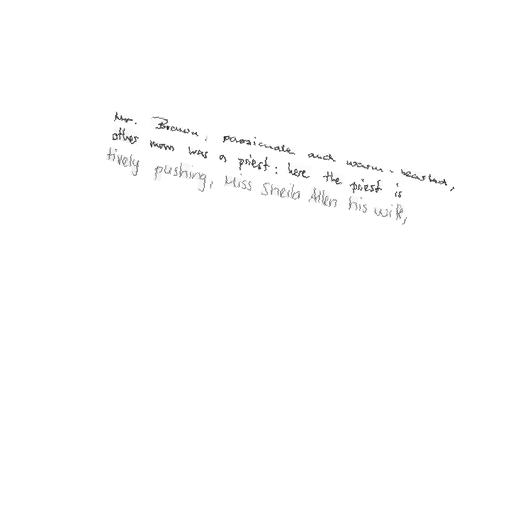 Mr. Brown, passionate and warm-hearted,
other man was a priest: here the priest is
tively pushing, Miss Sheila Allen his wife,